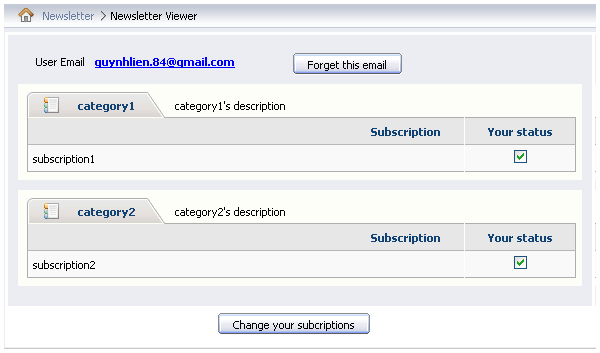 Newsletter > Newsletter Viewer
User Email quynhlien.84@gmail.com Forget this email
category1 category1's description
Subscription Your status
subscription1
category2 category2's description
Subscription Your status
subscription2
Change your subcriptions